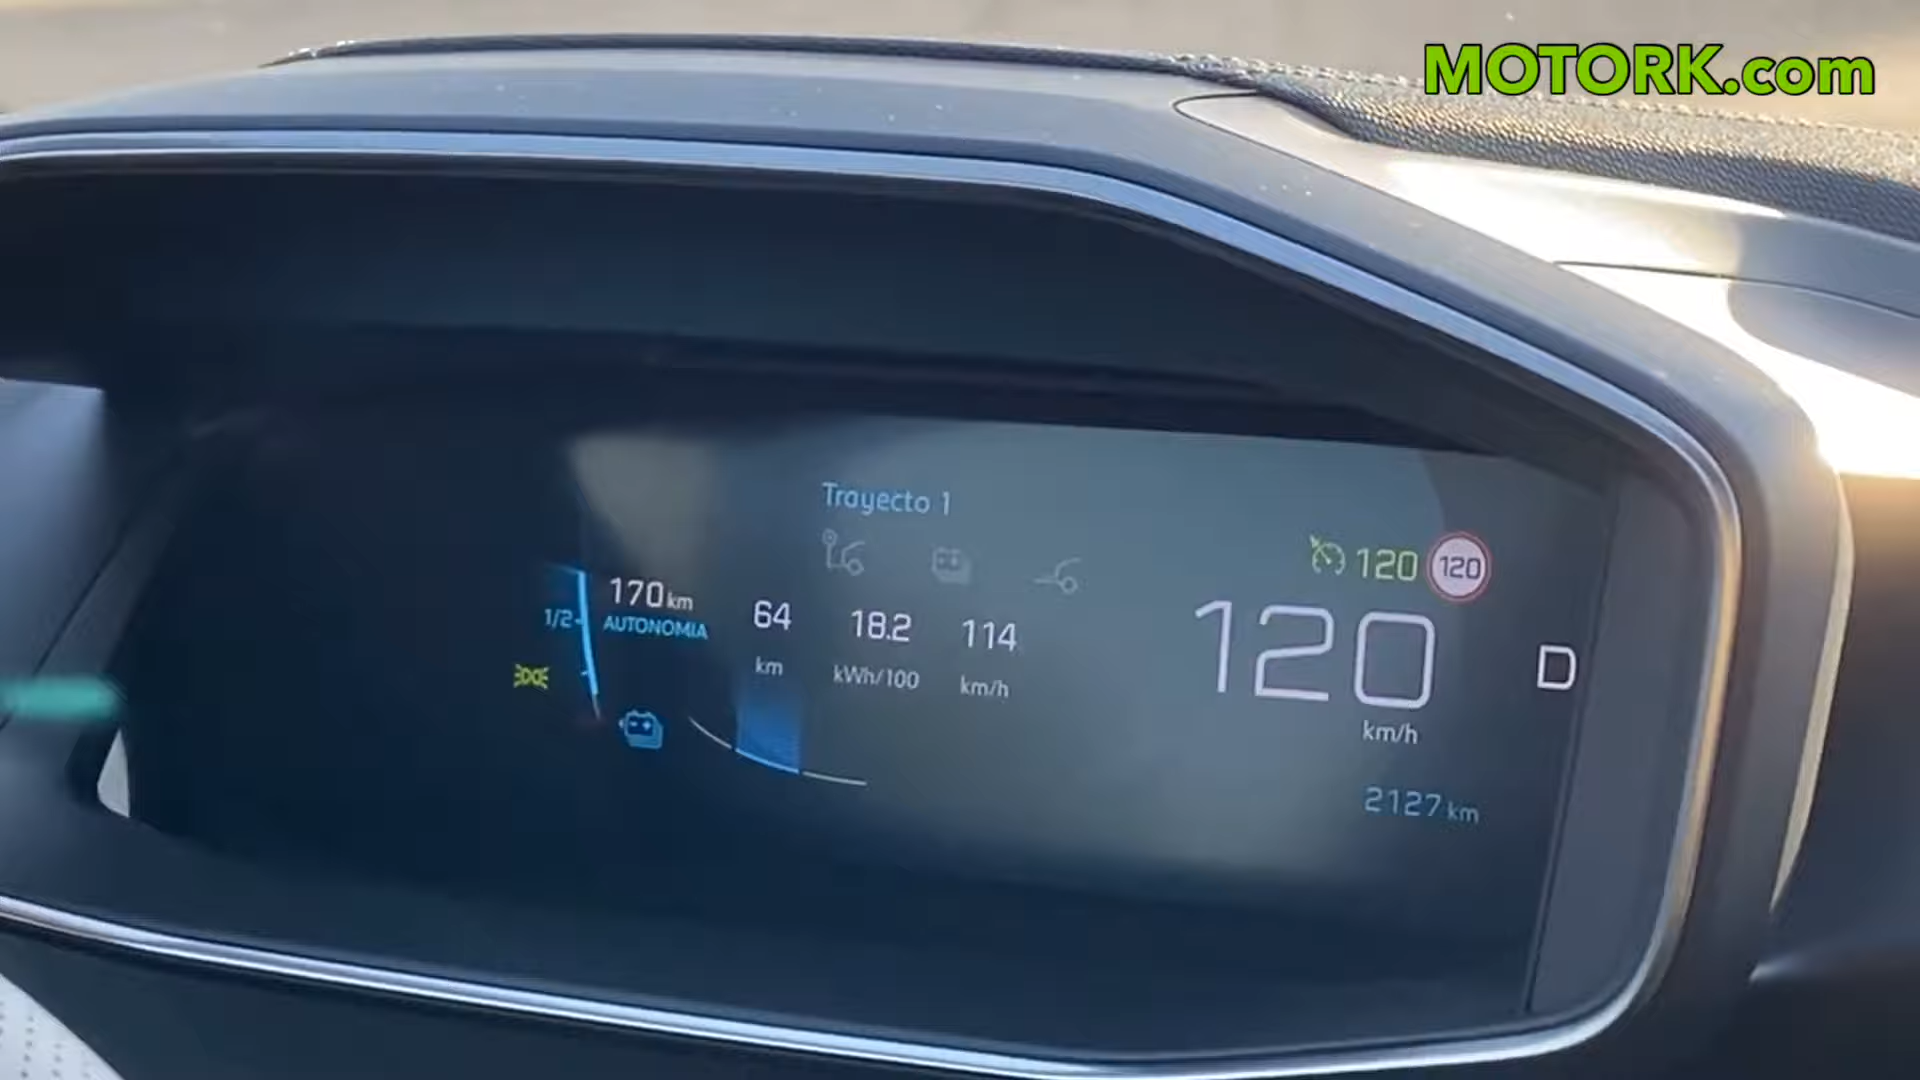 MOTORK.com
Trayecto 1
120 120
170 km
AUTONOMIA
1/2
64 18.2 114
km kWh/100 km/h
120
km/h
D
2127 km